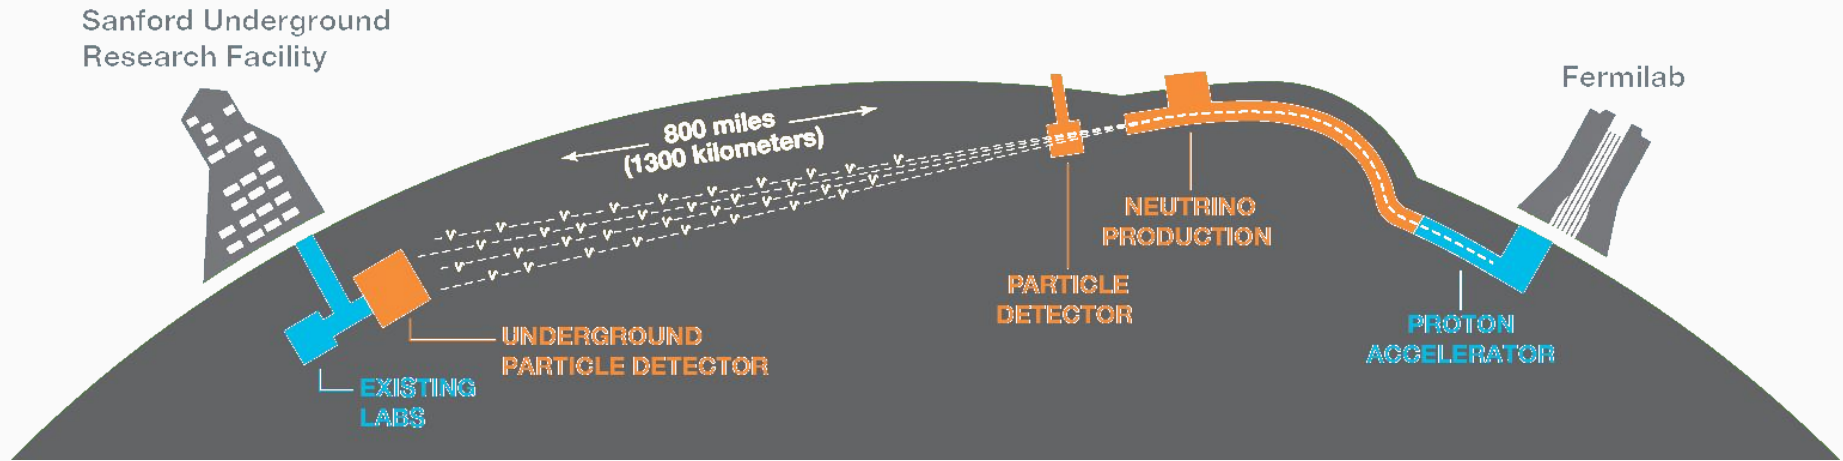 Sanford Underground
Research Facility
Fermilab
800 miles
(1300 kilometers)
NEUTRINO
PRODUCTION
PARTICLE
DETECTOR
PROTON
ACCELERATOR
UNDERGROUND
PARTICLE DETECTOR
EXISTING
LABS